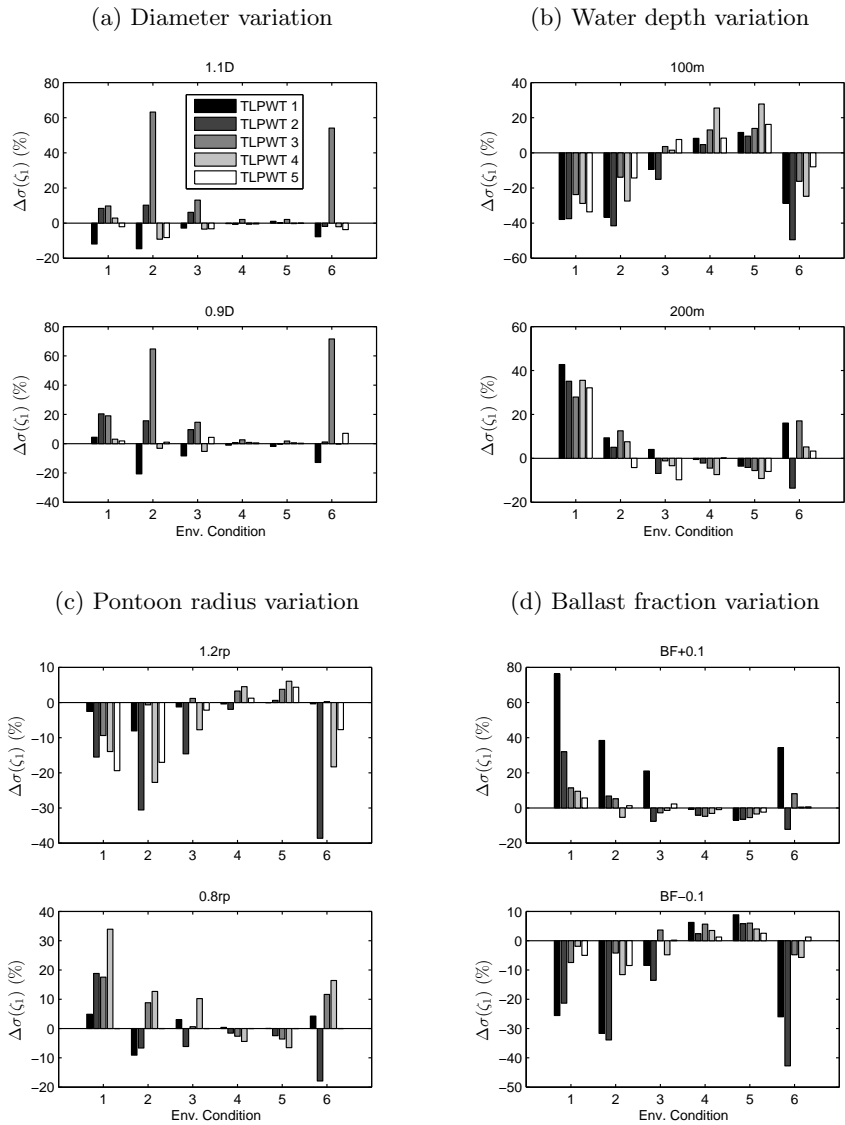 (a) Diameter variation
1.1D
80
60
40
20
0
−20
Δσ(ζ₁) (%)
TLPWT 1
TLPWT 2
TLPWT 3
TLPWT 4
TLPWT 5
1 2 3 4 5 6
0.9D
80
60
40
20
0
−20
−40
Δσ(ζ₁) (%)
1 2 3 4 5 6
Env. Condition
(b) Water depth variation
100m
40
20
0
−20
−40
−60
Δσ(ζ₁) (%)
1 2 3 4 5 6
200m
60
40
20
0
−20
Δσ(ζ₁) (%)
1 2 3 4 5 6
Env. Condition
(c) Pontoon radius variation
1.2rp
10
0
−10
−20
−30
−40
Δσ(ζ₁) (%)
1 2 3 4 5 6
0.8rp
40
30
20
10
0
−10
−20
Δσ(ζ₁) (%)
1 2 3 4 5 6
Env. Condition
(d) Ballast fraction variation
BF+0.1
80
60
40
20
0
−20
Δσ(ζ₁) (%)
1 2 3 4 5 6
BF−0.1
10
0
−10
−20
−30
−40
−50
Δσ(ζ₁) (%)
1 2 3 4 5 6
Env. Condition